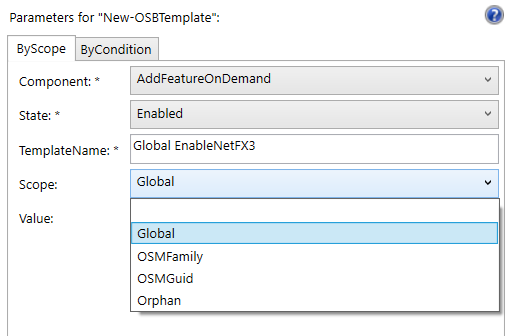 Parameters for "New-OSBTemplate":
ByScope ByCondition
Component: * AddFeatureOnDemand
State: * Enabled
TemplateName: * Global EnableNetFX3
Scope: Global
Value:
Global
OSMFamily
OSMGuid
Orphan